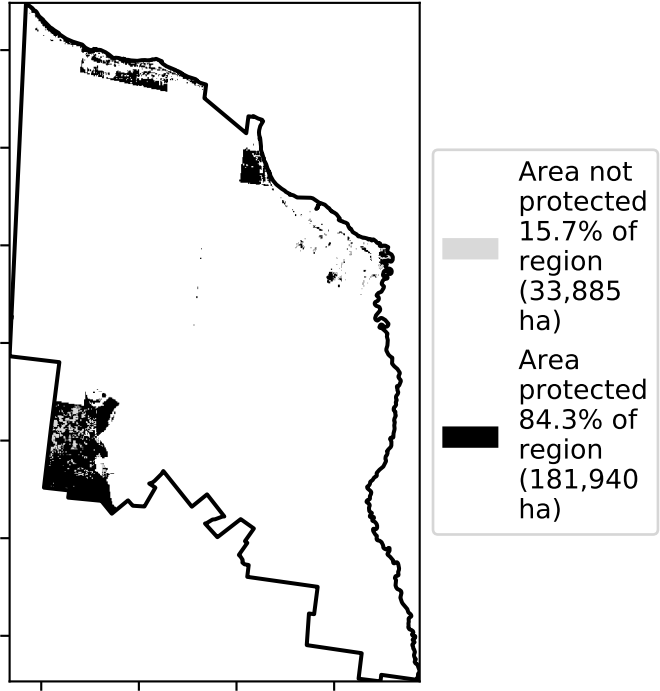 Area not
protected
15.7% of
region
(33,885
ha)
Area
protected
84.3% of
region
(181,940
ha)